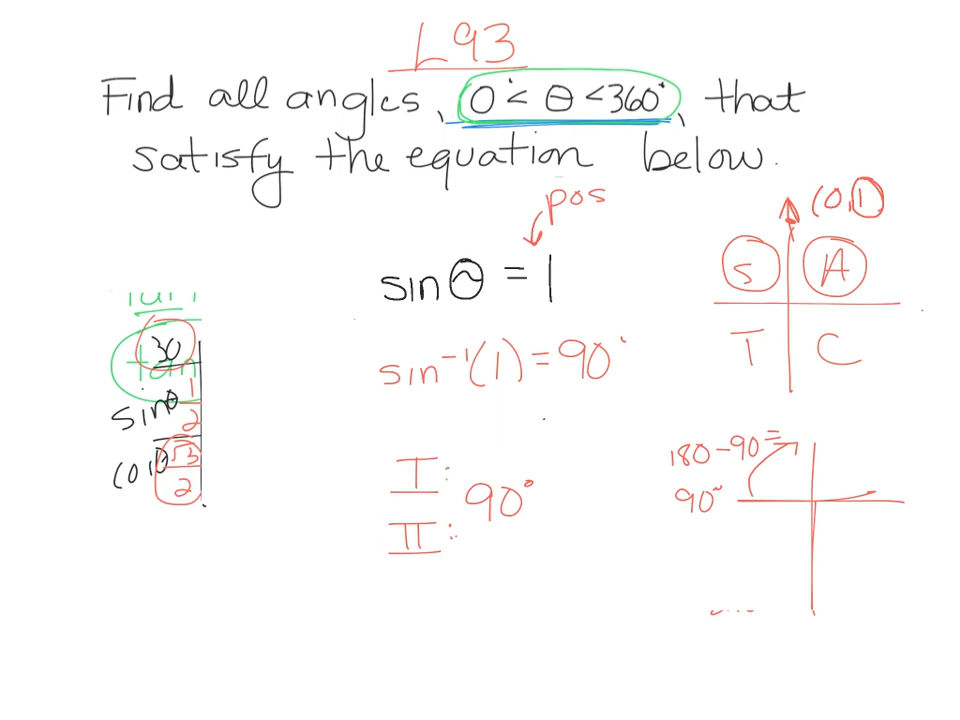 L93
Find all angles, 0°< θ <360°, that
satisfy the equation below.
pos
(0,1)
sin θ = 1
S A
T C
sin⁻¹(1) = 90°
30
tan
sin θ 1
2
√3
2
180-90=
90°
I:
90°
II: